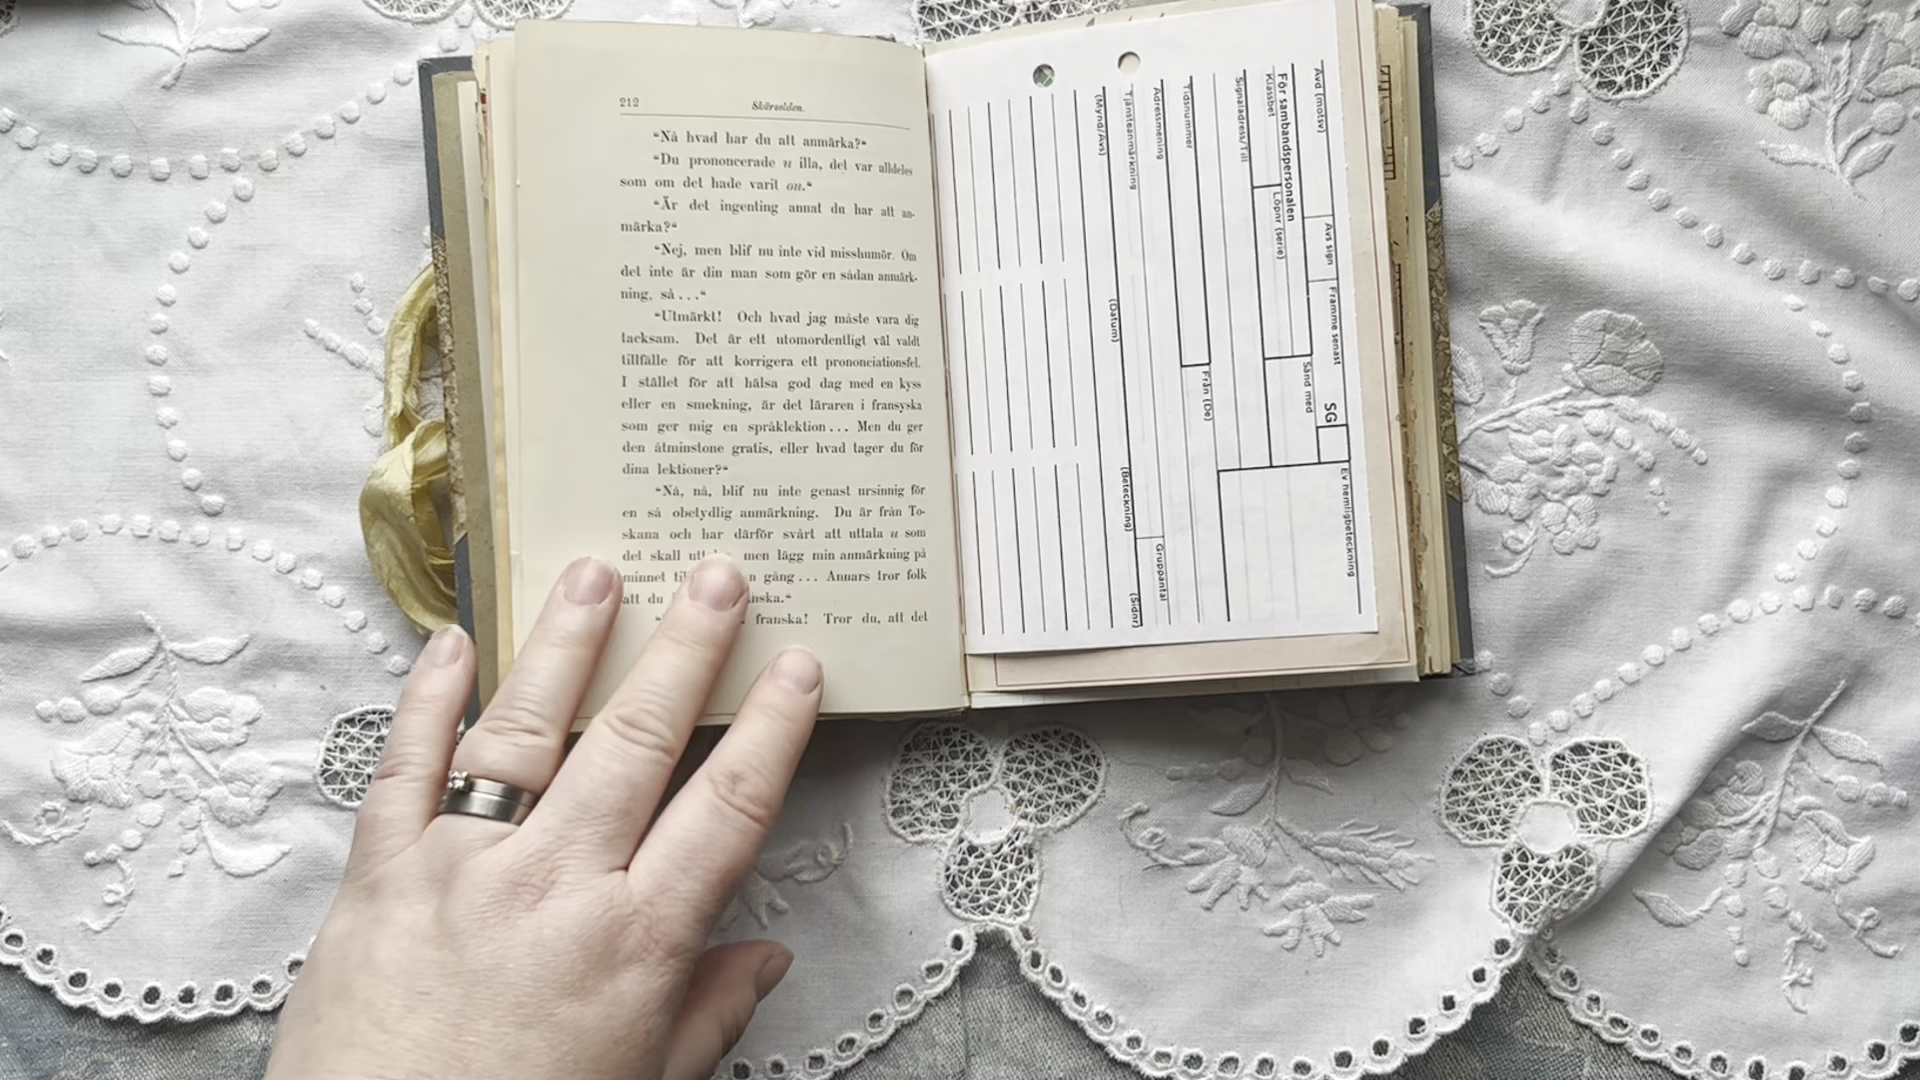 212
Skärselden.
"Nå hvad har du att anmärka?"
"Du prononcerade u illa, det var alldeles
som om det hade varit ou."
"Är det ingenting annat du har att an-
märka?"
"Nej, men blif nu inte vid misshumör. Om
det inte är din man som gör en sådan anmärk-
ning, så..."
"Utmärkt! Och hvad jag måste vara dig
tacksam. Det är ett utomordentligt väl valdt
tillfälle för att korrigera ett prononciationsfel.
I stället för att hälsa god dag med en kyss
eller en smekning, är det läraren i fransyska
som ger mig en språklektion... Men du ger
den åtminstone gratis, eller hvad tager du för
dina lektioner?"
"Nå, nå, blif nu inte genast ursinnig för
en så obetydlig anmärkning. Du är från To-
skana och har därför svårt att uttala u som
det skall men lägg min anmärkning på
minnet gång... Annars tror folk
att du
franska! Tror du, att det
Ev hemligbeteckning
SG
Framme senast
Avs sign
Avd (motsv)
Sänd med
För sambandspersonalen
Löpnr (serie)
Klassbet
Signaladress/Till
Från (De)
Tidsnummer
Adressmening
Gruppantal
Tjänsteanmärkning
(Mynd/Avs)
(Datum)
(Beteckning)
(Sidnr)